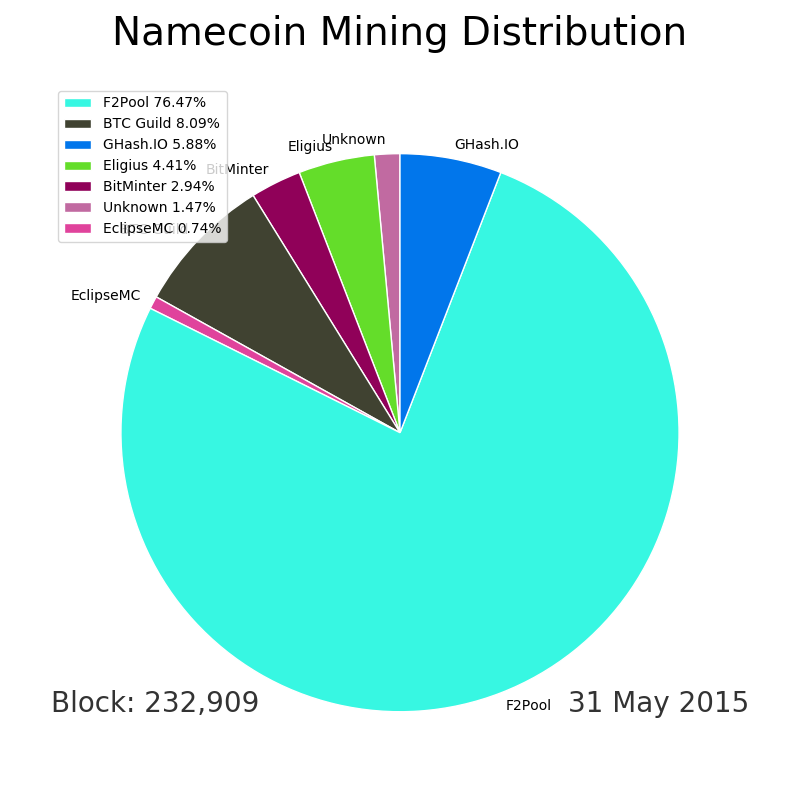 Namecoin Mining Distribution
F2Pool 76.47%
BTC Guild 8.09%
GHash.IO 5.88%
Eligius 4.41%
BitMinter 2.94%
Unknown 1.47%
EclipseMC 0.74%
Unknown
GHash.IO
Eligius
BitMinter
EclipseMC
F2Pool
Block: 232,909
31 May 2015